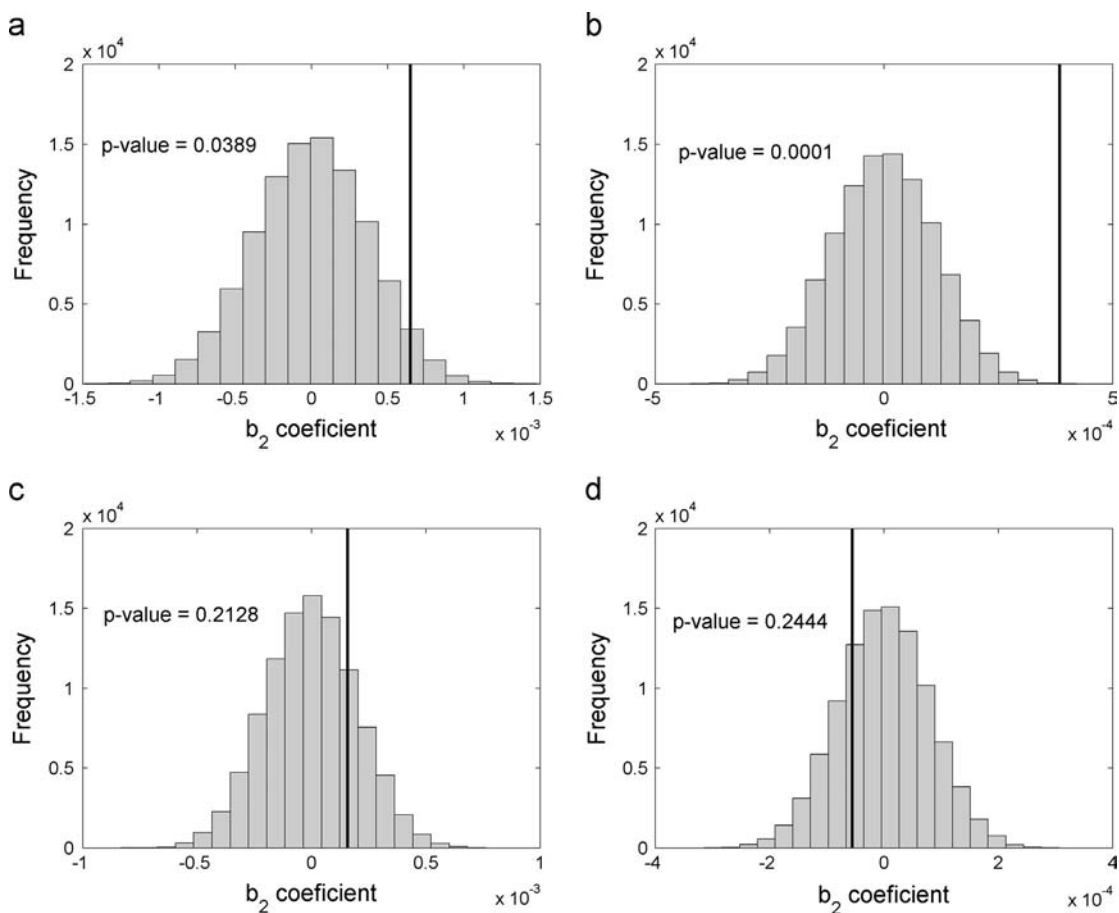 a
x 10^4
2
1.5
1
0.5
0
Frequency
p-value = 0.0389
-1.5 -1 -0.5 0 0.5 1 1.5
b₂ coeficient x 10^-3
b
x 10^4
2
1.5
1
0.5
0
Frequency
p-value = 0.0001
-5 0 5
b₂ coeficient x 10^-4
c
x 10^4
2
1.5
1
0.5
0
Frequency
p-value = 0.2128
-1 -0.5 0 0.5 1
b₂ coeficient x 10^-3
d
x 10^4
2
1.5
1
0.5
0
Frequency
p-value = 0.2444
-4 -2 0 2 4
b₂ coeficient x 10^-4